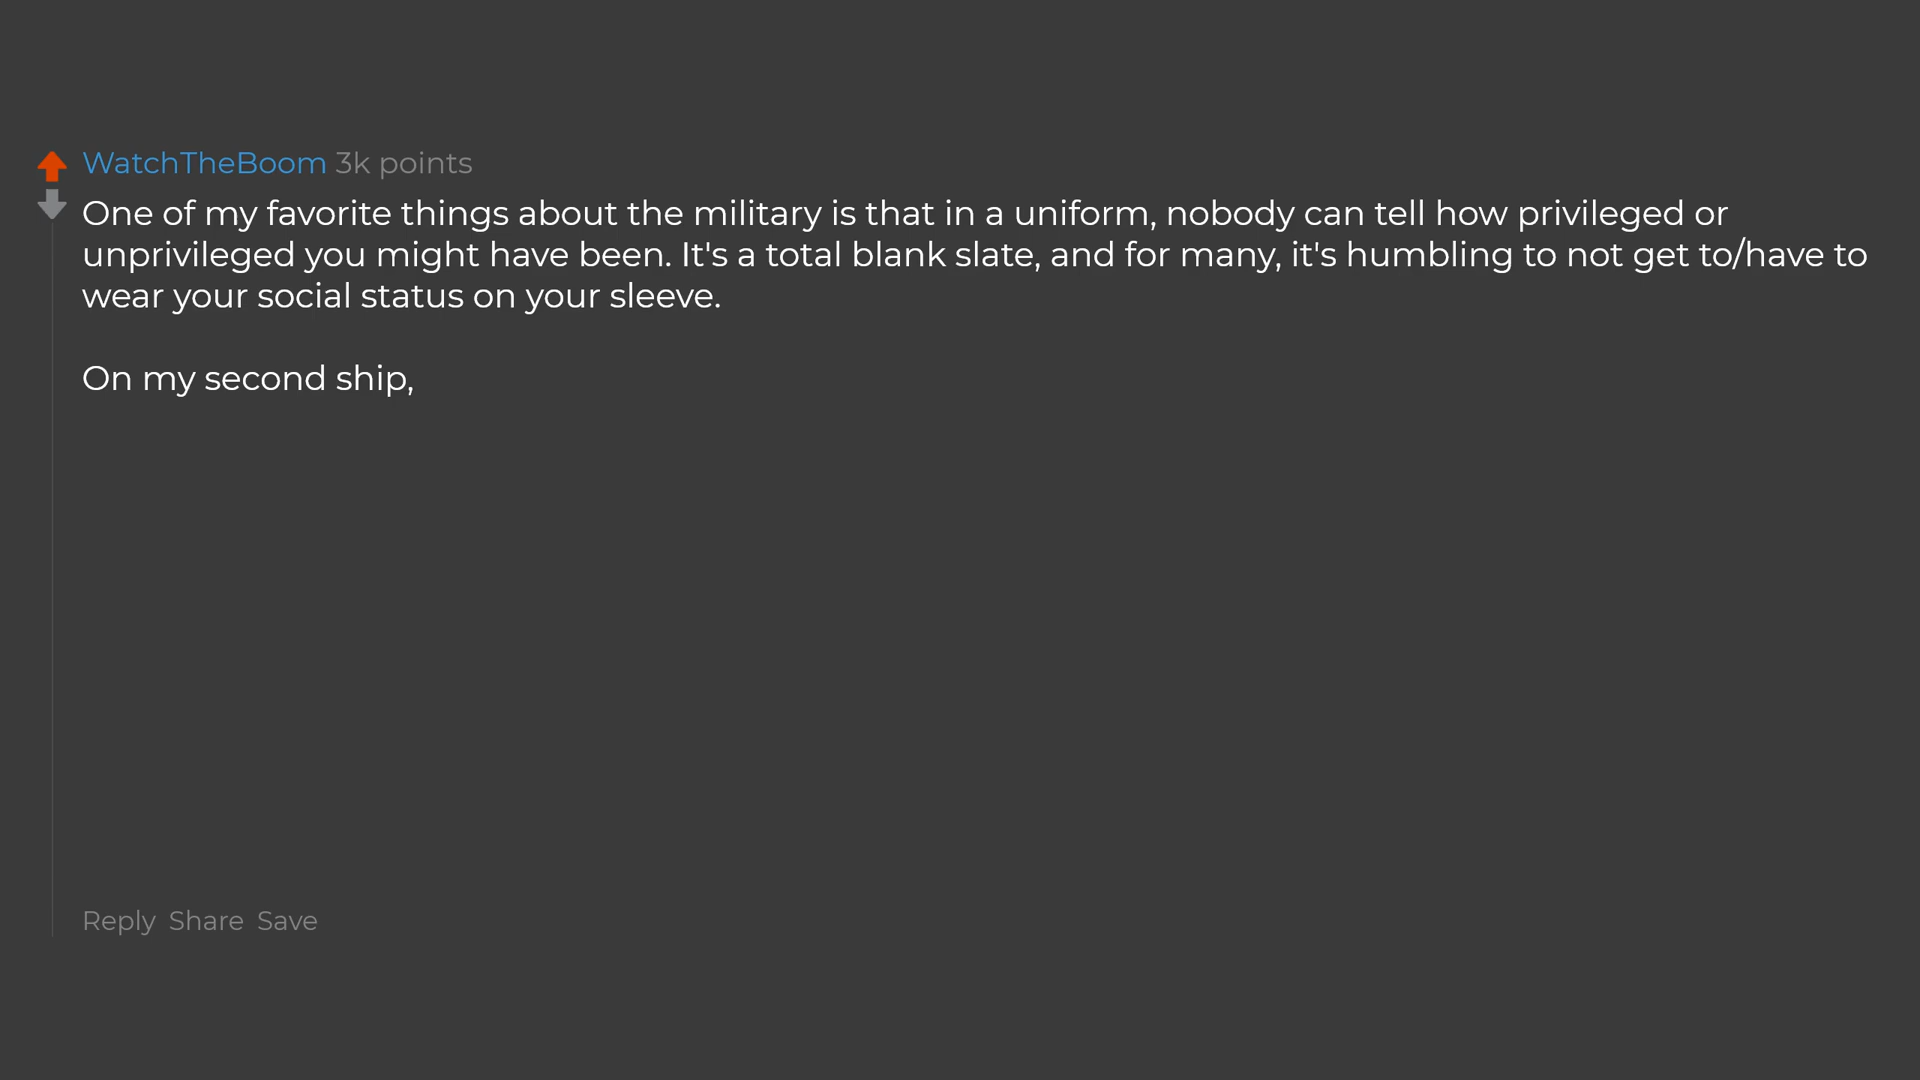 WatchTheBoom 3k points
One of my favorite things about the military is that in a uniform, nobody can tell how privileged or
unprivileged you might have been. It's a total blank slate, and for many, it's humbling to not get to/have to
wear your social status on your sleeve.
On my second ship,
Reply Share Save